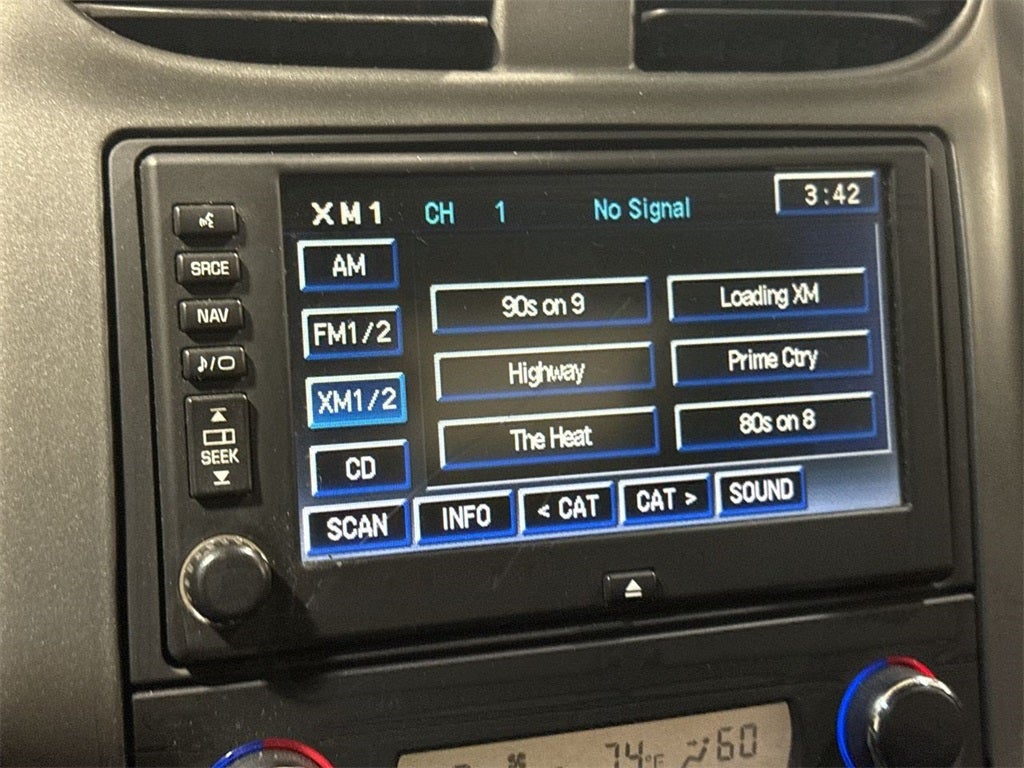 XM1 CH 1 No Signal 3:42
SRCE
NAV
SEEK
AM
FM1/2
XM1/2
CD
90s on 9 Loading XM
Highway Prime Ctry
The Heat 80s on 8
SCAN INFO < CAT CAT > SOUND
74°F 60